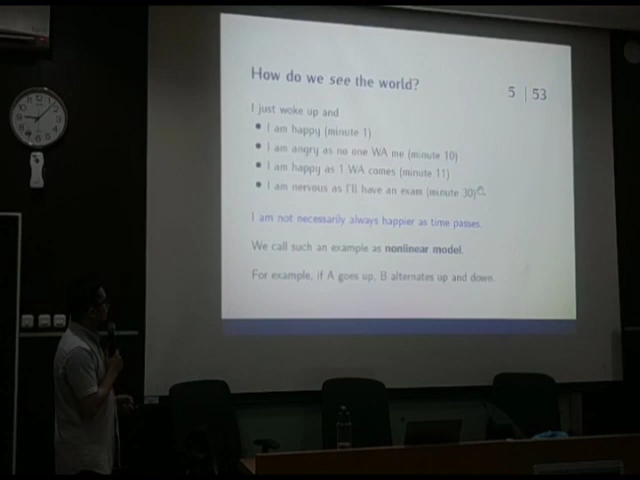 How do we see the world?
5 | 53
I just woke up and
I am happy (minute 1)
I am angry as no one WA me (minute 10)
I am happy as 1 WA comes (minute 11)
I am nervous as I'll have an exam (minute 30)
I am not necessarily always happier as time passes.
We call such an example as nonlinear model.
For example, if A goes up, B alternates up and down.